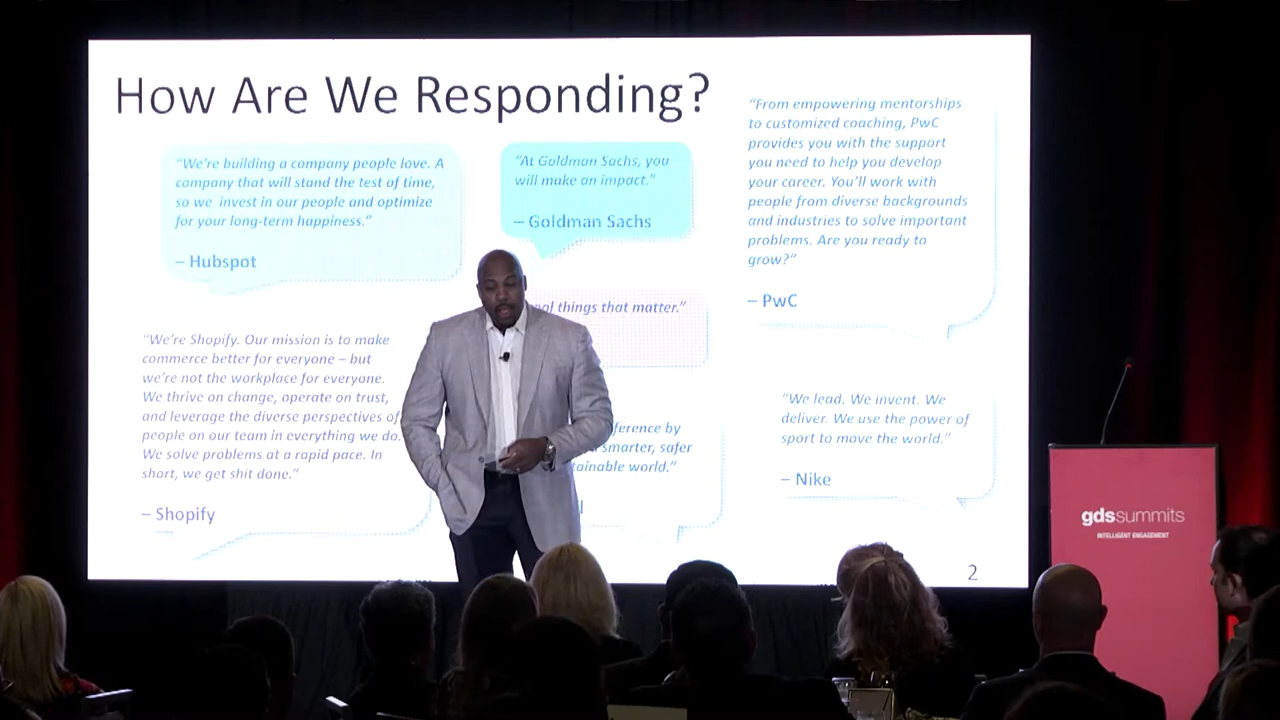 How Are We Responding?
“We’re building a company people love. A
company that will stand the test of time,
so we invest in our people and optimize
for your long-term happiness.”
– Hubspot
“At Goldman Sachs, you
will make an impact.”
– Goldman Sachs
“From empowering mentorships
to customized coaching, PwC
provides you with the support
you need to help you develop
your career. You’ll work with
people from diverse backgrounds
and industries to solve important
problems. Are you ready to
grow?”
– PwC
things that matter.”
“We’re Shopify. Our mission is to make
commerce better for everyone – but
we’re not the workplace for everyone.
We thrive on change, operate on trust,
and leverage the diverse perspectives of
people on our team in everything we do.
We solve problems at a rapid pace. In
short, we get shit done.”
– Shopify
by
smarter, safer
world.”
“We lead. We invent. We
deliver. We use the power of
sport to move the world.”
– Nike
2
gdssummits
INTELLIGENT ENGAGEMENT